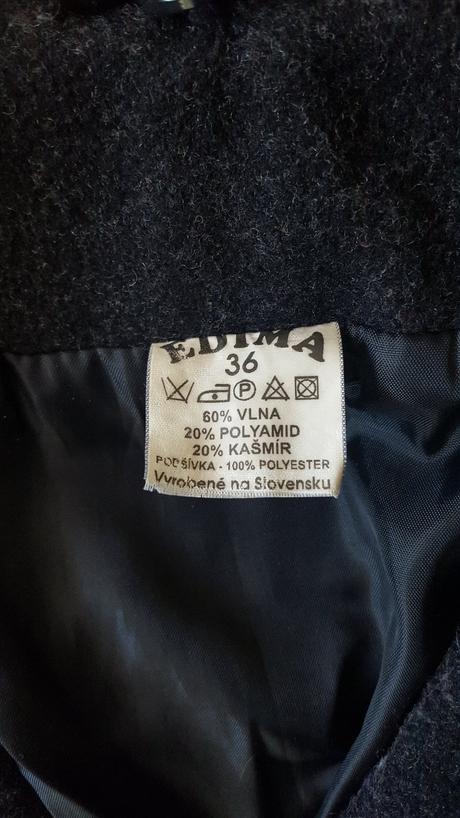 EDIMA
36
P
60% VLNA
20% POLYAMID
20% KAŠMÍR
PODŠÍVKA - 100% POLYESTER
Vyrobené na Slovensku